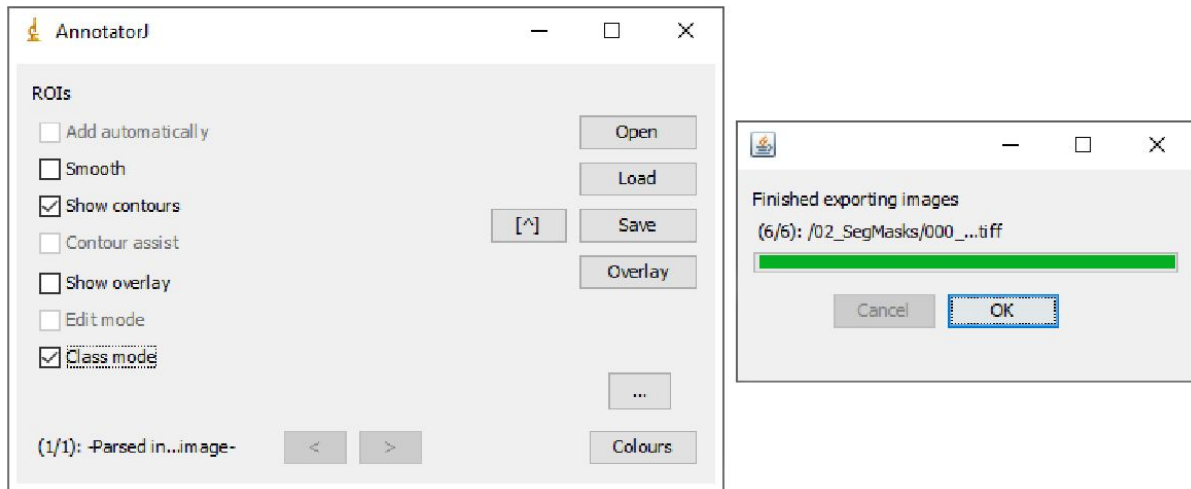 AnnotatorJ
ROIs
Add automatically
Open
Smooth
Load
Show contours
[^]
Save
Contour assist
Overlay
Show overlay
Edit mode
Class mode
...
(1/1): -Parsed in...image-
<
>
Colours
Finished exporting images
(6/6): /02_SegMasks/000_...tiff
Cancel
OK